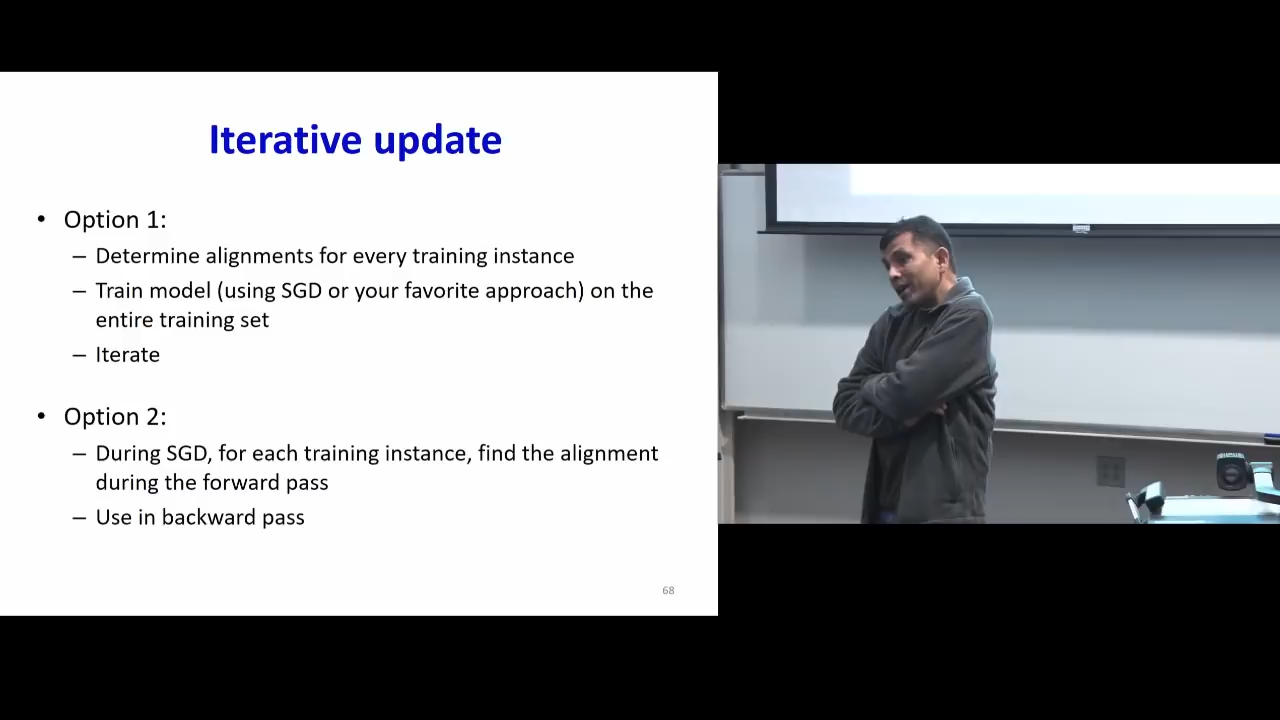 Iterative update
• Option 1:
– Determine alignments for every training instance
– Train model (using SGD or your favorite approach) on the
entire training set
– Iterate
• Option 2:
– During SGD, for each training instance, find the alignment
during the forward pass
– Use in backward pass
68